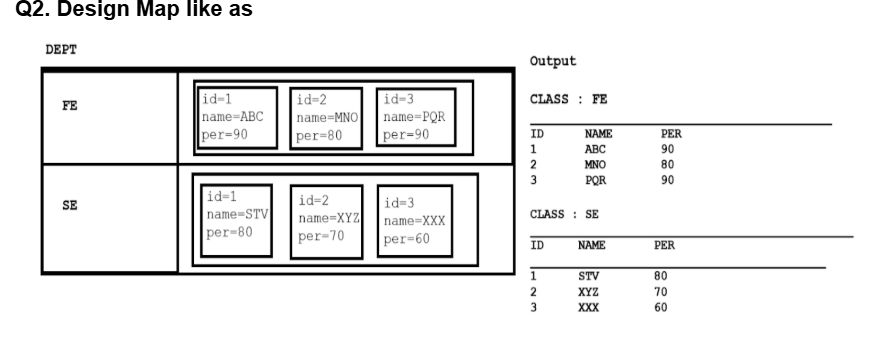 Q2. Design Map like as
DEPT
FE
id=1
name=ABC
per=90
id=2
name=MNO
per=80
id=3
name=PQR
per=90
SE
id=1
name=STV
per=80
id=2
name=XYZ
per=70
id=3
name=XXX
per=60
Output
CLASS : FE
ID NAME PER
1 ABC 90
2 MNO 80
3 PQR 90
CLASS : SE
ID NAME PER
1 STV 80
2 XYZ 70
3 XXX 60